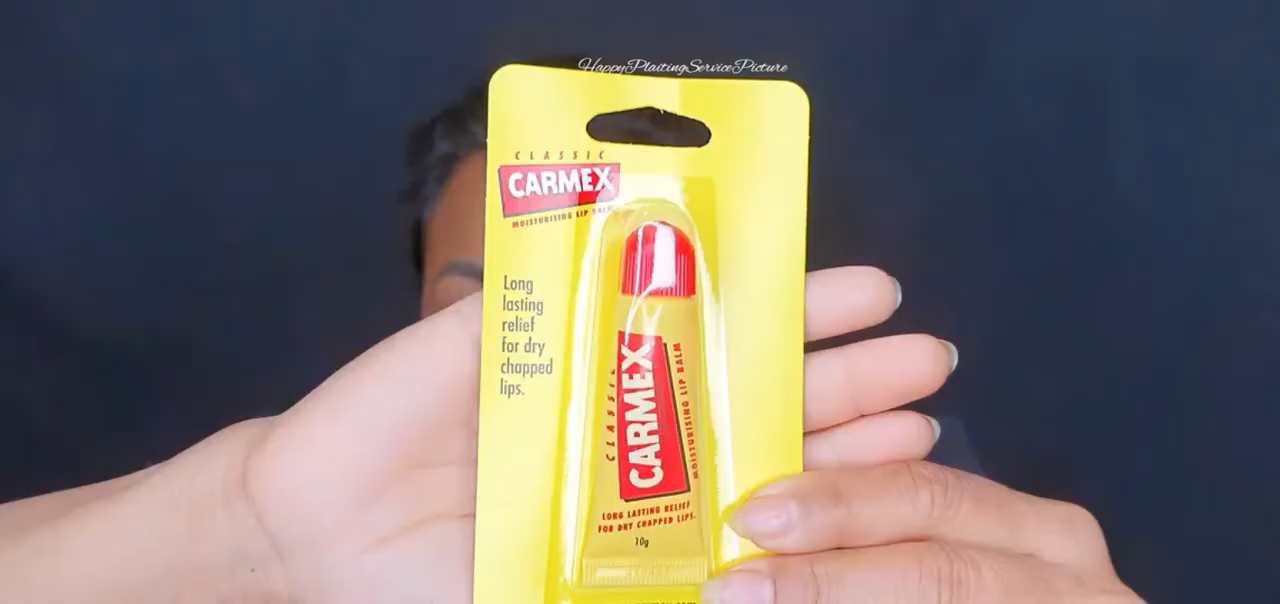 HappyPlaitingServicePicture
CLASSIC
CARMEX
MOISTURISING LIP BALM
Long
lasting
relief
for dry
chapped
lips.
CLASSIC
CARMEX
MOISTURISING LIP BALM
LONG LASTING RELIEF
FOR DRY CHAPPED LIPS.
10g